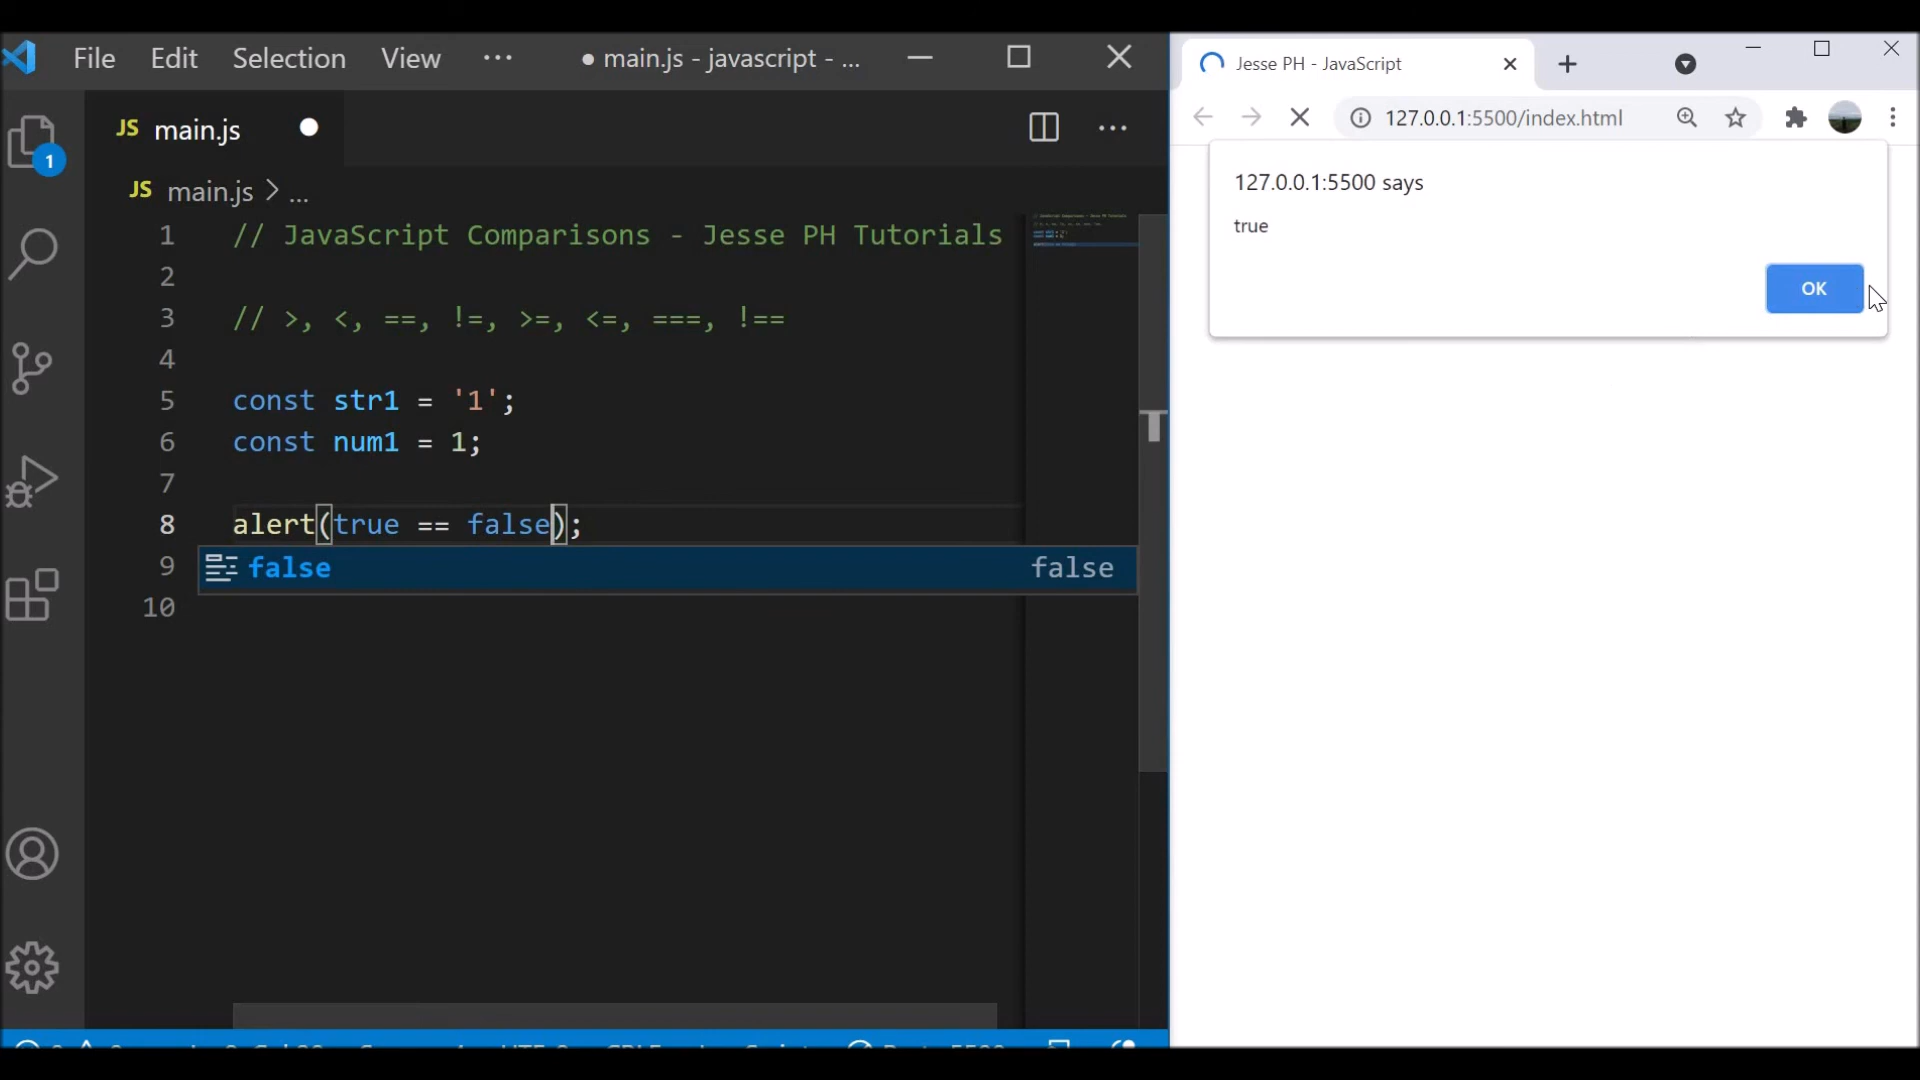 File Edit Selection View ··· ● main.js - javascript - ...
JS main.js
1
JS main.js > ...
1 // JavaScript Comparisons - Jesse PH Tutorials
2
3 // >, <, ==, !=, >=, <=, ===, !==
4
5 const str1 = '1';
6 const num1 = 1;
7
8 alert(true == false);
9 false false
10
Jesse PH - JavaScript
127.0.0.1:5500/index.html
127.0.0.1:5500 says
true
OK